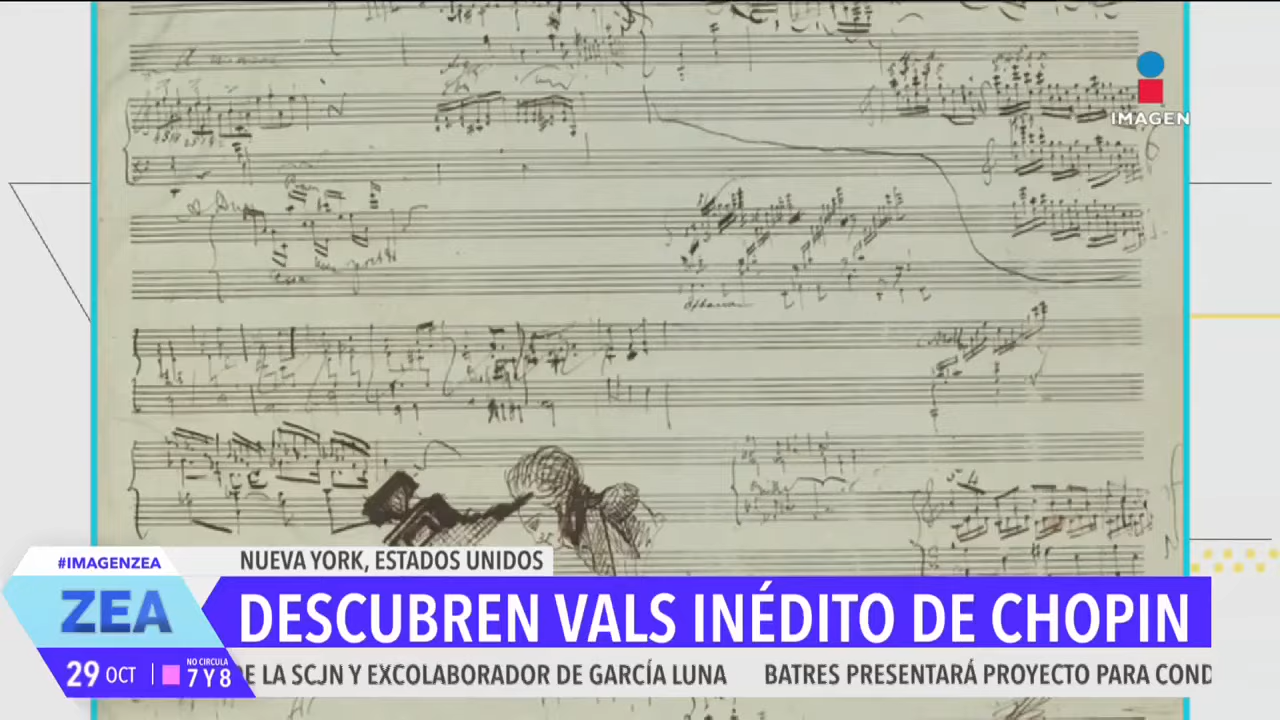 IMAGEN
#IMAGENZEA
NUEVA YORK, ESTADOS UNIDOS
ZEA
DESCUBREN VALS INÉDITO DE CHOPIN
29 OCT
NO CIRCULA
7 Y 8
E LA SCJN Y EXCOLABORADOR DE GARCÍA LUNA
BATRES PRESENTARÁ PROYECTO PARA COND